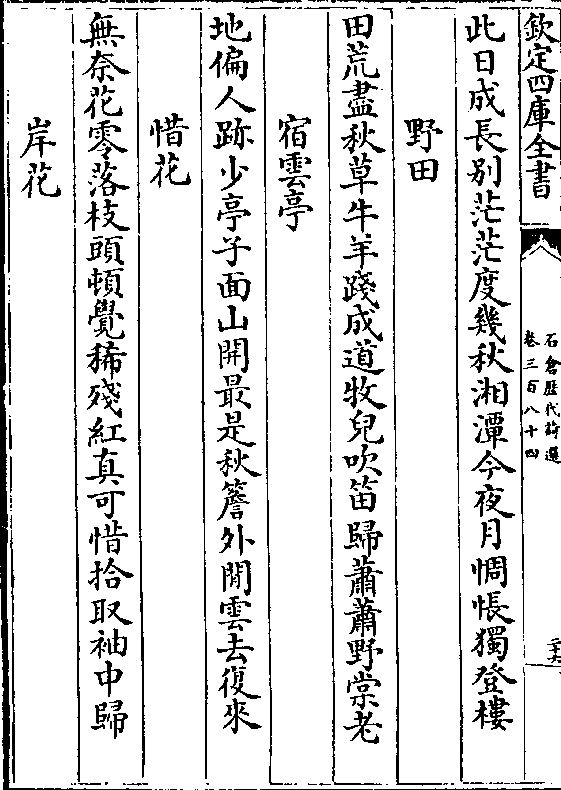 欽定四庫全書
石倉歷代詩選
卷三百八十四
二十六
此日成長别茫茫度幾秋湘潭今夜月惆悵獨登樓
野田
田荒盡秋草牛羊踐成道牧兒吹笛歸蕭蕭野棠老
宿雲亭
地偏人跡少亭子面山開最是秋簷外閒雲去復來
惜花
無奈花零落枝頭頓覺稀殘紅真可惜拾取袖中歸
岸花